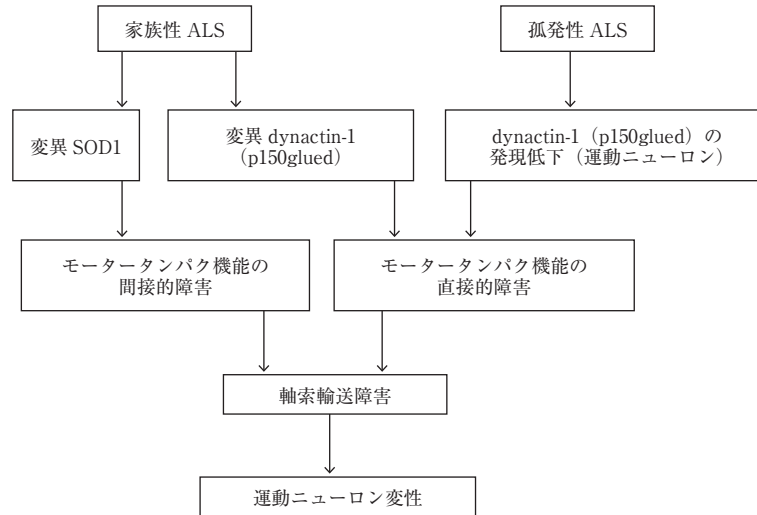 家族性 ALS
孤発性 ALS
変異 SOD1
変異 dynactin-1
（p150glued）
dynactin-1（p150glued）の
発現低下（運動ニューロン）
モータータンパク機能の
間接的障害
モータータンパク機能の
直接的障害
軸索輸送障害
運動ニューロン変性